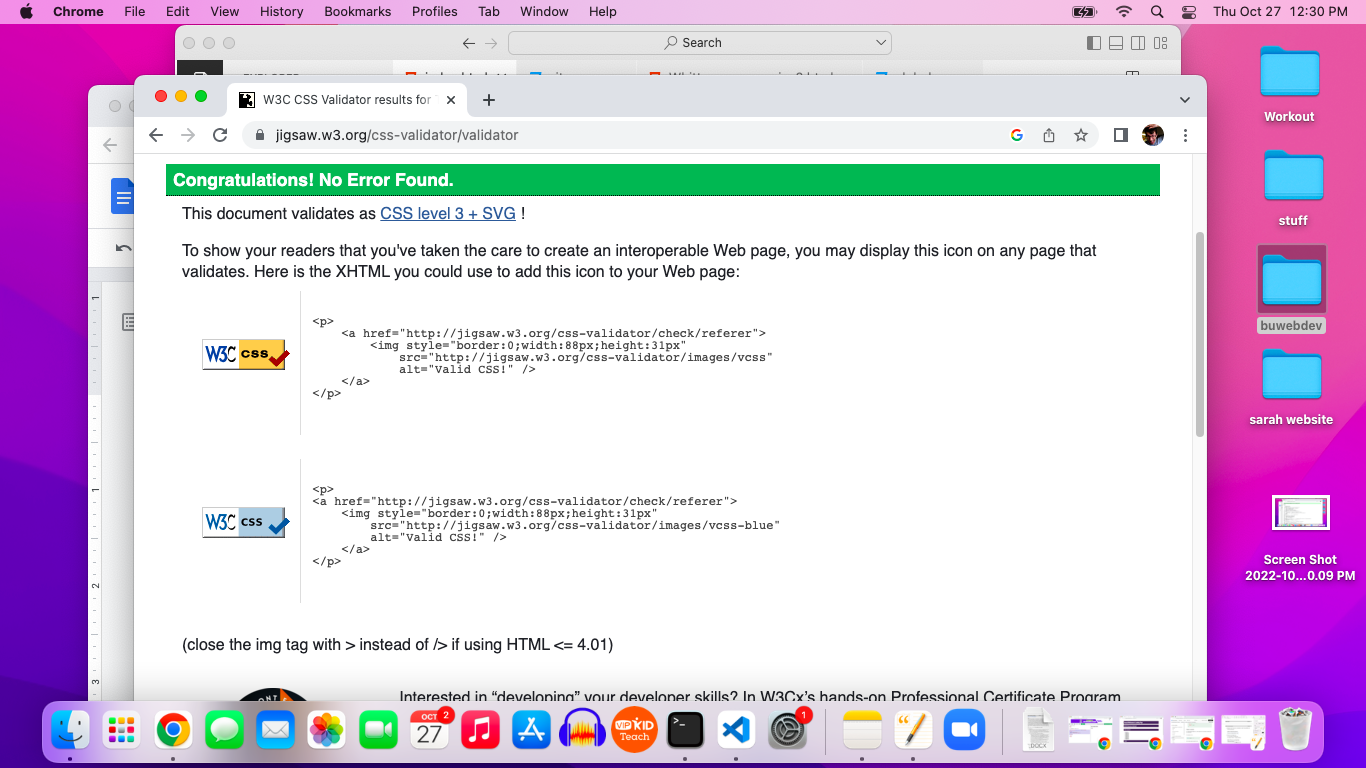 Chrome File Edit View History Bookmarks Profiles Tab Window Help Thu Oct 27 12:30 PM
Search
W3C CSS Validator results for
jigsaw.w3.org/css-validator/validator
Congratulations! No Error Found.
This document validates as CSS level 3 + SVG !
To show your readers that you've taken the care to create an interoperable Web page, you may display this icon on any page that
validates. Here is the XHTML you could use to add this icon to your Web page:
W3C css
<p>
<a href="http://jigsaw.w3.org/css-validator/check/referer">
<img style="border:0;width:88px;height:31px"
src="http://jigsaw.w3.org/css-validator/images/vcss"
alt="Valid CSS!" />
</a>
</p>
W3C css
<p>
<a href="http://jigsaw.w3.org/css-validator/check/referer">
<img style="border:0;width:88px;height:31px"
src="http://jigsaw.w3.org/css-validator/images/vcss-blue"
alt="Valid CSS!" />
</a>
</p>
(close the img tag with > instead of /> if using HTML <= 4.01)
Interested in “developing” your developer skills? In W3Cx's hands-on Professional Certificate Program
Workout
stuff
buwebdev
sarah website
Screen Shot
2022-10...0.09 PM
1
1
2
3
OCT 2
27
VIPKID
Teach
>_
1
.DOCX